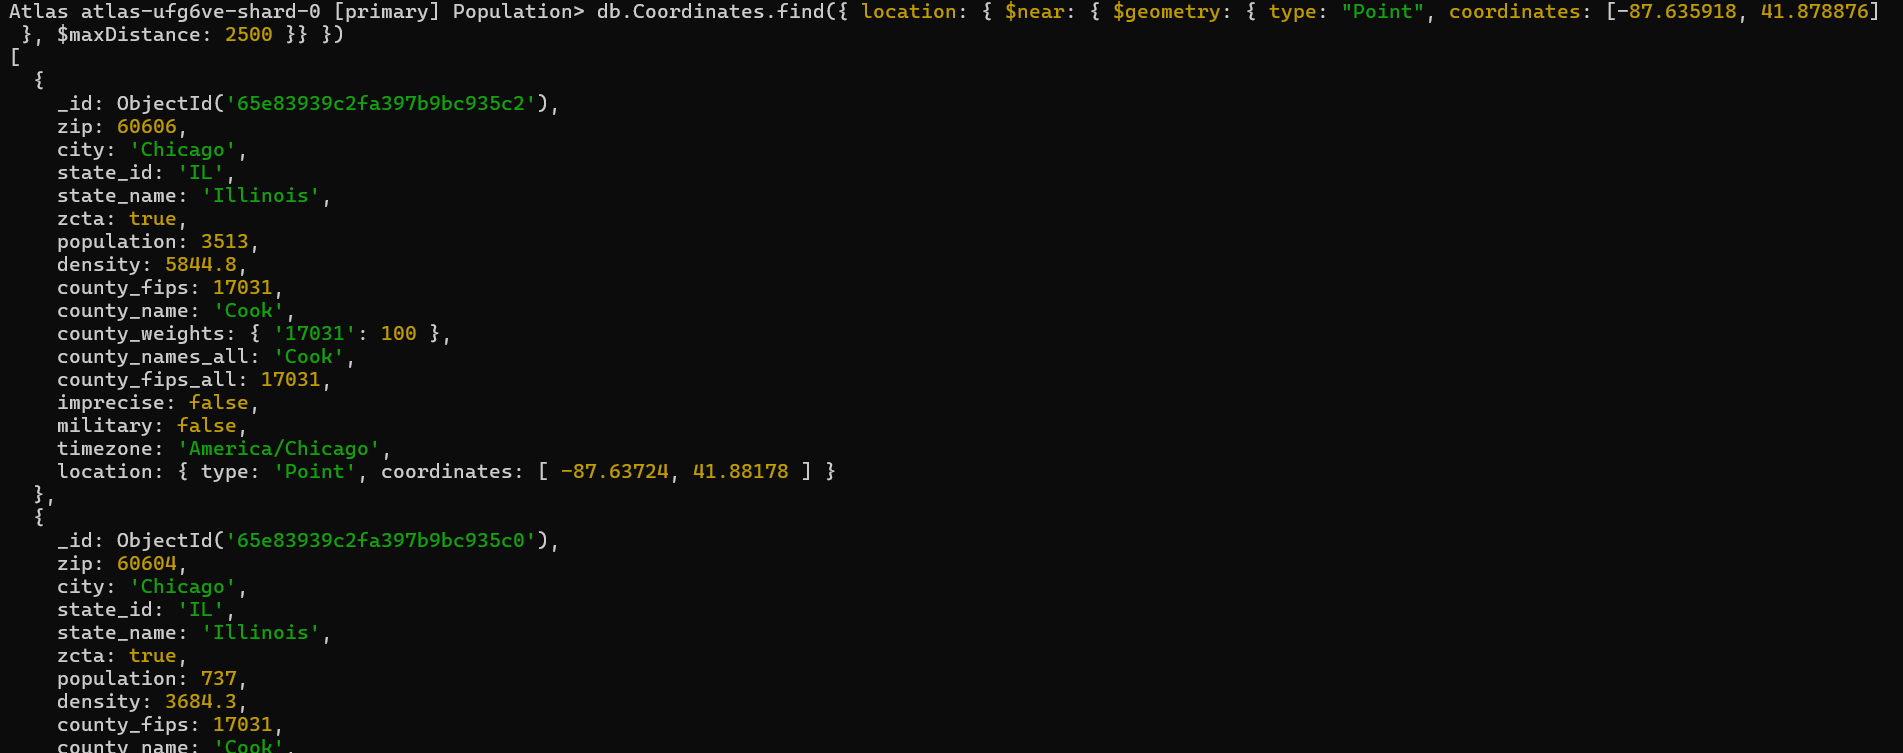 Atlas atlas-ufg6ve-shard-0 [primary] Population> db.Coordinates.find({ location: { $near: { $geometry: { type: "Point", coordinates: [-87.635918, 41.878876]
 }, $maxDistance: 2500 }} })
[
  {
    _id: ObjectId('65e83939c2fa397b9bc935c2'),
    zip: 60606,
    city: 'Chicago',
    state_id: 'IL',
    state_name: 'Illinois',
    zcta: true,
    population: 3513,
    density: 5844.8,
    county_fips: 17031,
    county_name: 'Cook',
    county_weights: { '17031': 100 },
    county_names_all: 'Cook',
    county_fips_all: 17031,
    imprecise: false,
    military: false,
    timezone: 'America/Chicago',
    location: { type: 'Point', coordinates: [ -87.63724, 41.88178 ] }
  },
  {
    _id: ObjectId('65e83939c2fa397b9bc935c0'),
    zip: 60604,
    city: 'Chicago',
    state_id: 'IL',
    state_name: 'Illinois',
    zcta: true,
    population: 737,
    density: 3684.3,
    county_fips: 17031,
    county_name: 'Cook',